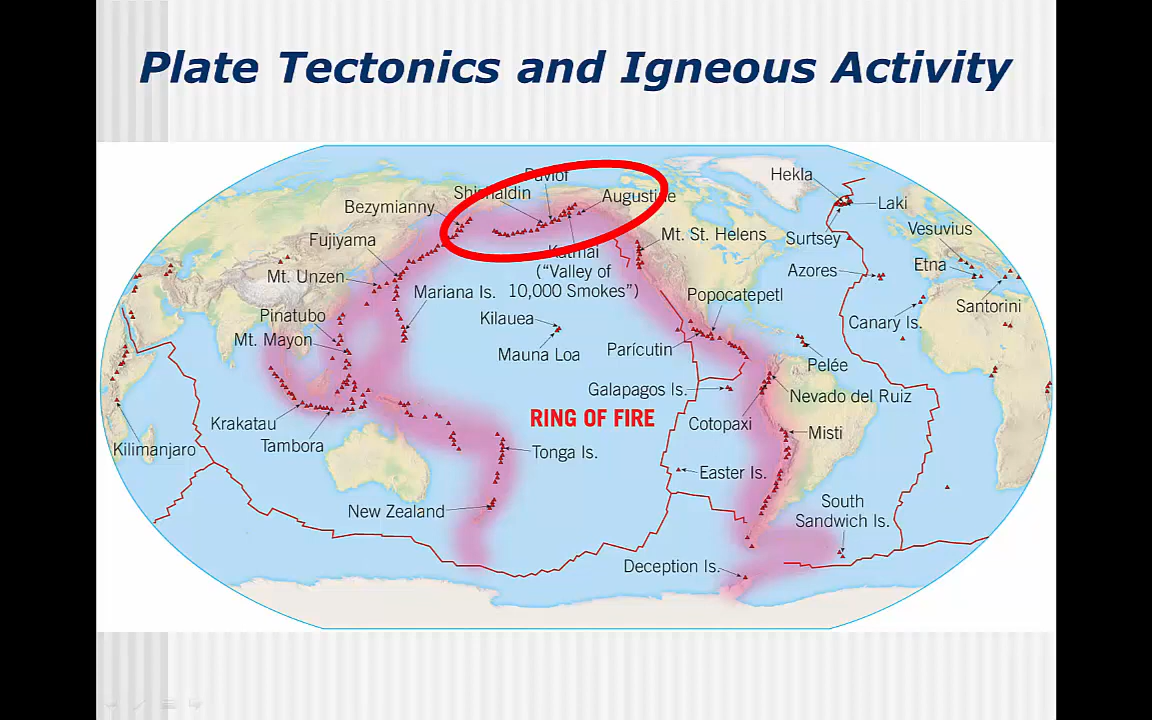 Plate Tectonics and Igneous Activity
Pavlof
Hekla
Shishaldin
Augustine
Bezymianny
Laki
Mt. St. Helens
Vesuvius
Fujiyama
Surtsey
Katmai
("Valley of
10,000 Smokes")
Etna
Mt. Unzen
Azores
Mariana Is.
Popocatepetl
Santorini
Pinatubo
Kilauea
Canary Is.
Mt. Mayon
Mauna Loa
Parícutin
Pelée
Galapagos Is.
Nevado del Ruiz
RING OF FIRE
Krakatau
Cotopaxi
Misti
Kilimanjaro
Tambora
Tonga Is.
Easter Is.
New Zealand
South
Sandwich Is.
Deception Is.